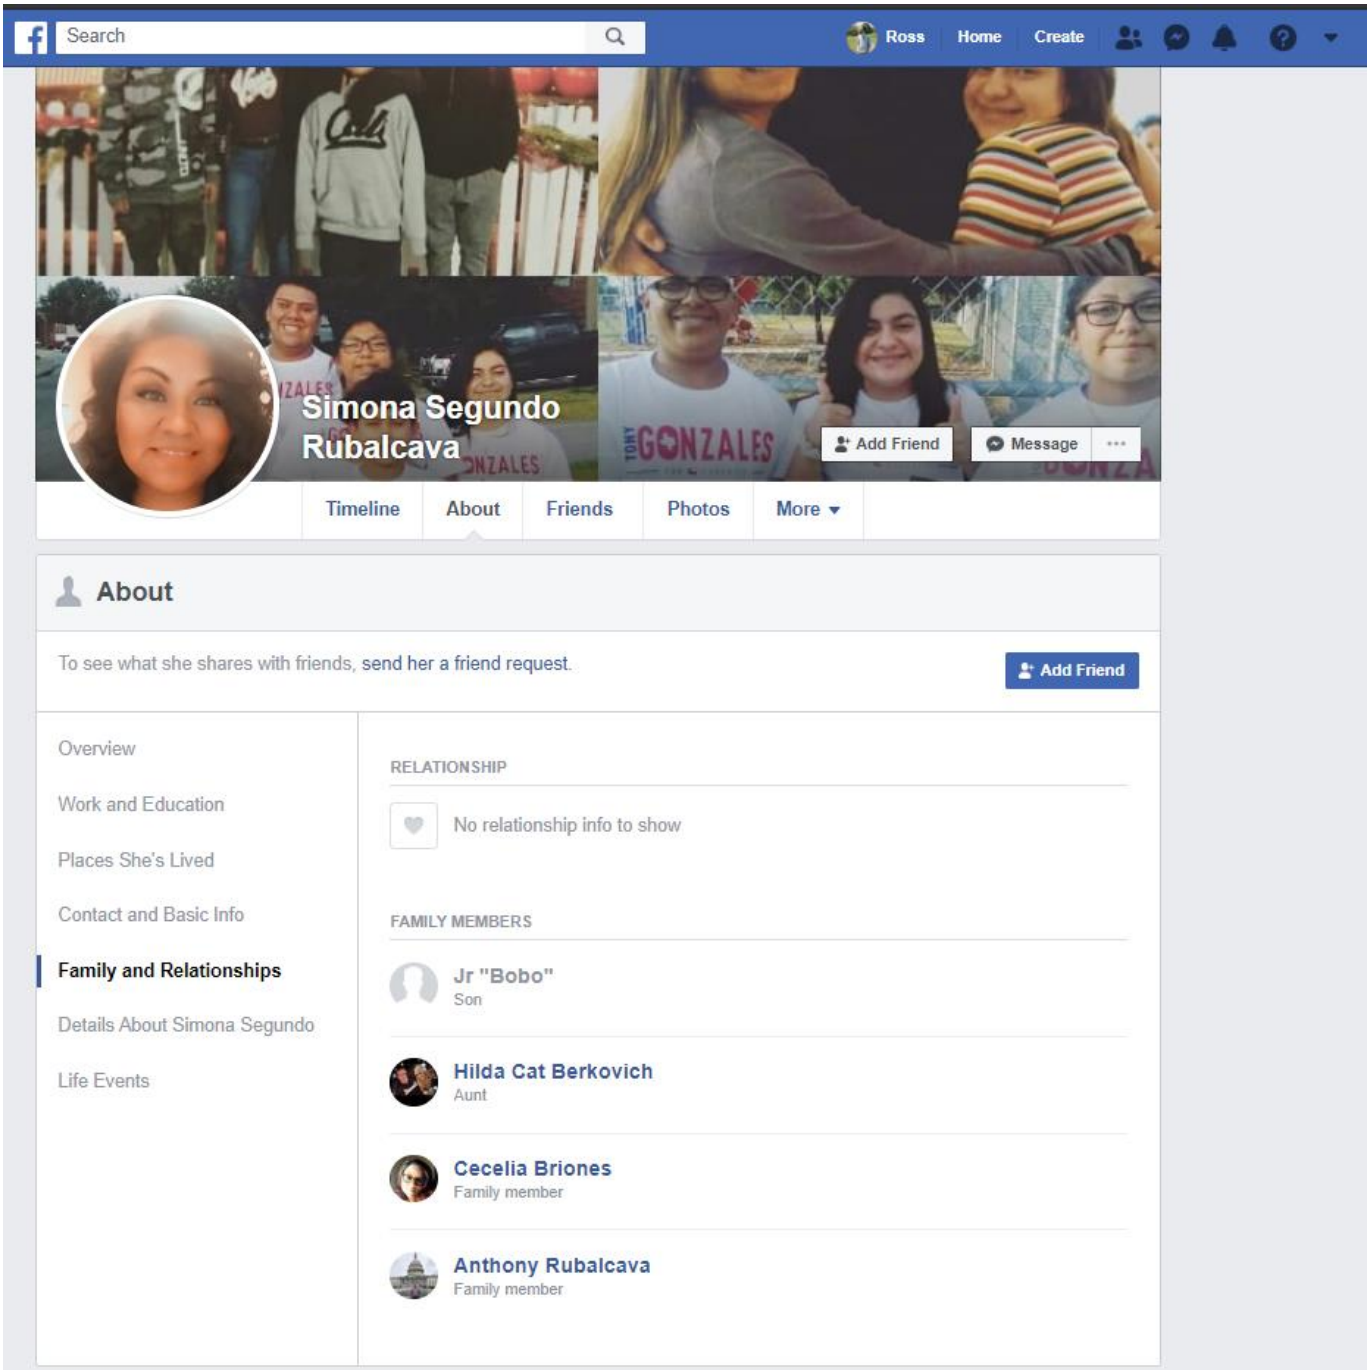 f
Search
Ross Home Create
Cali
IZALES
Simona Segundo
Rubalcava
ONZALES
TONY
GONZALES
Add Friend
Message
Timeline About Friends Photos More
About
To see what she shares with friends, send her a friend request.
Add Friend
Overview
Work and Education
Places She's Lived
Contact and Basic Info
Family and Relationships
Details About Simona Segundo
Life Events
RELATIONSHIP
No relationship info to show
FAMILY MEMBERS
Jr "Bobo"
Son
Hilda Cat Berkovich
Aunt
Cecelia Briones
Family member
Anthony Rubalcava
Family member